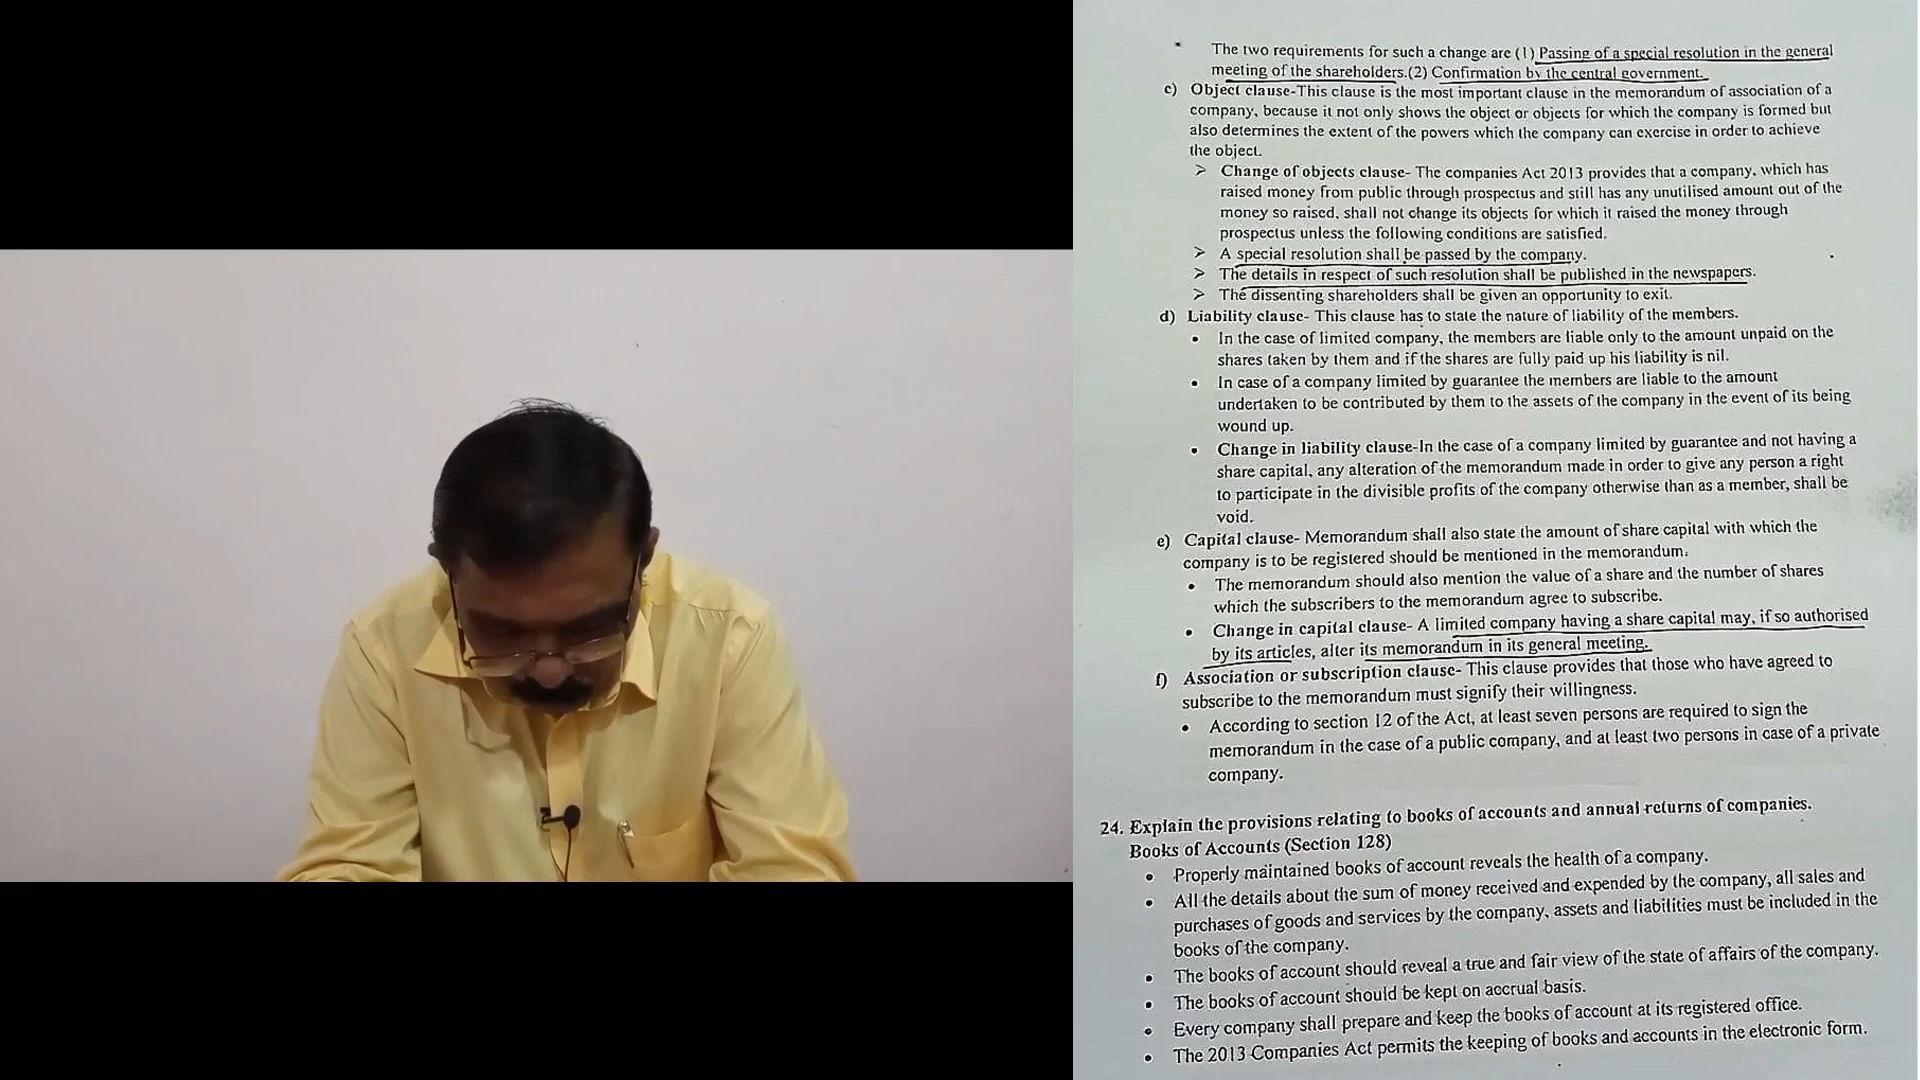 The two requirements for such a change are (1) Passing of a special resolution in the general
meeting of the shareholders.(2) Confirmation by the central government.
c) Object clause-This clause is the most important clause in the memorandum of association of a
company, because it not only shows the object or objects for which the company is formed but
also determines the extent of the powers which the company can exercise in order to achieve
the object.
➢ Change of objects clause- The companies Act 2013 provides that a company, which has
raised money from public through prospectus and still has any unutilised amount out of the
money so raised, shall not change its objects for which it raised the money through
prospectus unless the following conditions are satisfied.
➢ A special resolution shall be passed by the company.
➢ The details in respect of such resolution shall be published in the newspapers.
➢ The dissenting shareholders shall be given an opportunity to exit.
d) Liability clause- This clause has to state the nature of liability of the members.
• In the case of limited company, the members are liable only to the amount unpaid on the
shares taken by them and if the shares are fully paid up his liability is nil.
• In case of a company limited by guarantee the members are liable to the amount
undertaken to be contributed by them to the assets of the company in the event of its being
wound up.
• Change in liability clause-In the case of a company limited by guarantee and not having a
share capital, any alteration of the memorandum made in order to give any person a right
to participate in the divisible profits of the company otherwise than as a member, shall be
void.
e) Capital clause- Memorandum shall also state the amount of share capital with which the
company is to be registered should be mentioned in the memorandum.
• The memorandum should also mention the value of a share and the number of shares
which the subscribers to the memorandum agree to subscribe.
• Change in capital clause- A limited company having a share capital may, if so authorised
by its articles, alter its memorandum in its general meeting.
f) Association or subscription clause- This clause provides that those who have agreed to
subscribe to the memorandum must signify their willingness.
• According to section 12 of the Act, at least seven persons are required to sign the
memorandum in the case of a public company, and at least two persons in case of a private
company.
24. Explain the provisions relating to books of accounts and annual returns of companies.
Books of Accounts (Section 128)
• Properly maintained books of account reveals the health of a company.
• All the details about the sum of money received and expended by the company, all sales and
purchases of goods and services by the company, assets and liabilities must be included in the
books of the company.
• The books of account should reveal a true and fair view of the state of affairs of the company.
• The books of account should be kept on accrual basis.
• Every company shall prepare and keep the books of account at its registered office.
• The 2013 Companies Act permits the keeping of books and accounts in the electronic form.